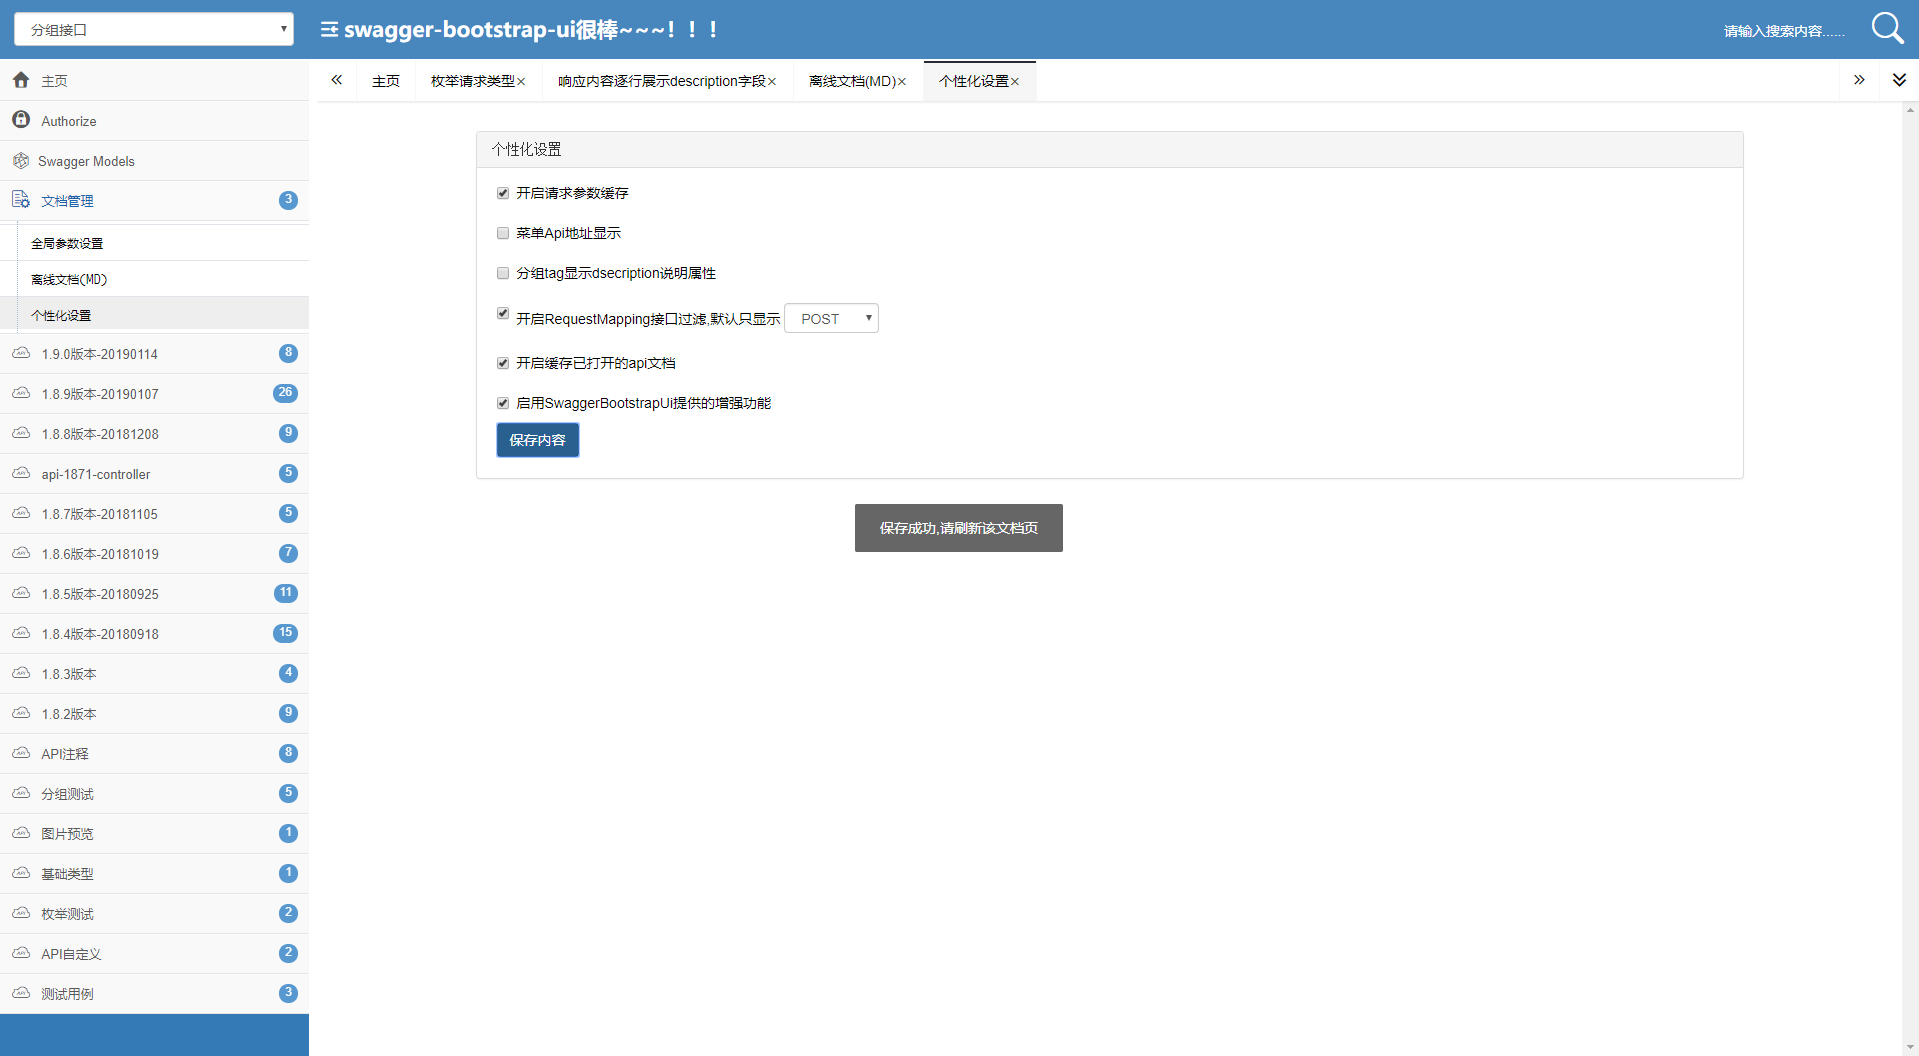 分组接口
swagger-bootstrap-ui很棒~~~！！！
请输入搜索内容......
主页
Authorize
Swagger Models
文档管理 3
全局参数设置
离线文档(MD)
个性化设置
1.9.0版本-20190114 8
1.8.9版本-20190107 26
1.8.8版本-20181208 9
api-1871-controller 5
1.8.7版本-20181105 5
1.8.6版本-20181019 7
1.8.5版本-20180925 11
1.8.4版本-20180918 15
1.8.3版本 4
1.8.2版本 9
API注释 8
分组测试 5
图片预览 1
基础类型 1
枚举测试 2
API自定义 2
测试用例 3
主页 枚举请求类型× 响应内容逐行展示description字段× 离线文档(MD)× 个性化设置×
个性化设置
开启请求参数缓存
菜单Api地址显示
分组tag显示dsecription说明属性
开启RequestMapping接口过滤,默认只显示 POST
开启缓存已打开的api文档
启用SwaggerBootstrapUi提供的增强功能
保存内容
保存成功,请刷新该文档页